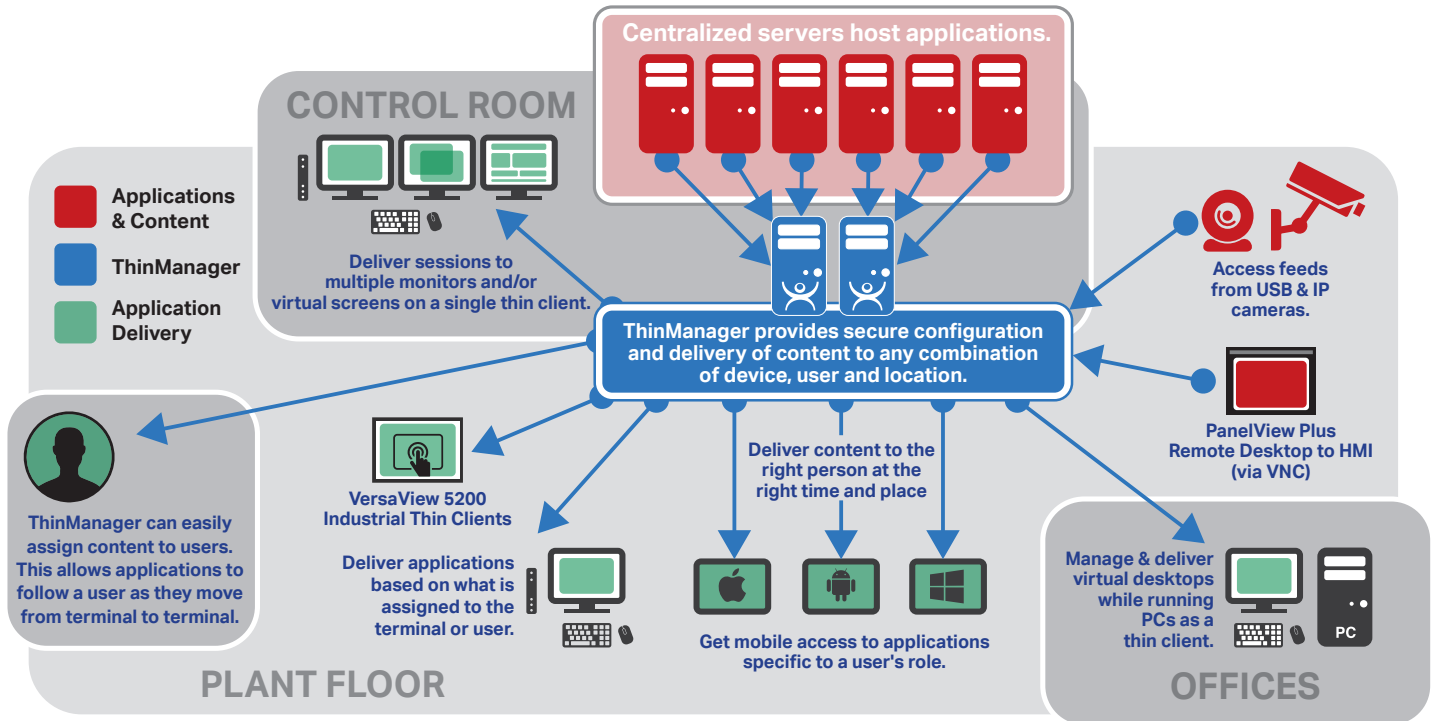 Centralized servers host applications.
CONTROL ROOM
Deliver sessions to
multiple monitors and/or
virtual screens on a single thin client.
Applications
& Content
ThinManager
Application
Delivery
Access feeds
from USB & IP
cameras.
ThinManager provides secure configuration
and delivery of content to any combination
of device, user and location.
PanelView Plus
Remote Desktop to HMI
(via VNC)
ThinManager can easily
assign content to users.
This allows applications to
follow a user as they move
from terminal to terminal.
VersaView 5200
Industrial Thin Clients
Deliver applications
based on what is
assigned to the
terminal or user.
Deliver content to the
right person at the
right time and place
Get mobile access to applications
specific to a user's role.
Manage & deliver
virtual desktops
while running
PCs as a
thin client.
PC
PLANT FLOOR
OFFICES